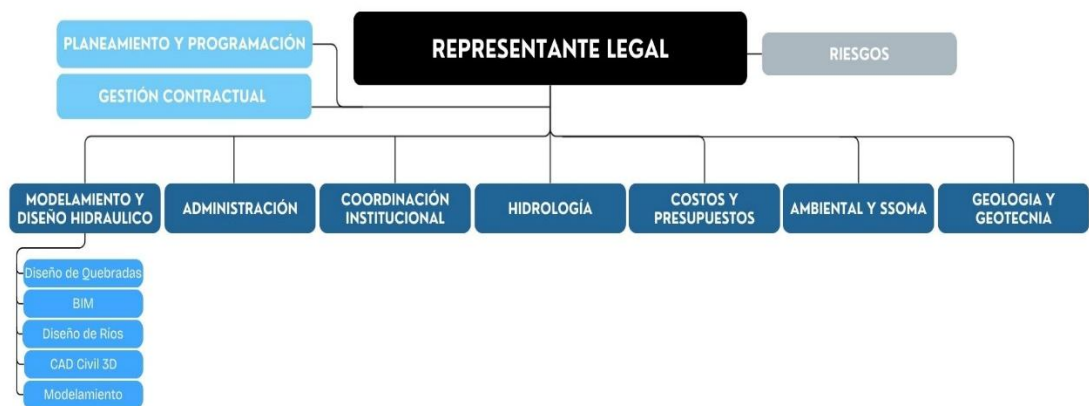 PLANEAMIENTO Y PROGRAMACIÓN
REPRESENTANTE LEGAL
RIESGOS
GESTIÓN CONTRACTUAL
MODELAMIENTO Y
DISEÑO HIDRAULICO
ADMINISTRACIÓN
COORDINACIÓN
INSTITUCIONAL
HIDROLOGÍA
COSTOS Y
PRESUPUESTOS
AMBIENTAL Y SSOMA
GEOLOGIA Y
GEOTECNIA
Diseño de Quebradas
BIM
Diseño de Ríos
CAD Civil 3D
Modelamiento